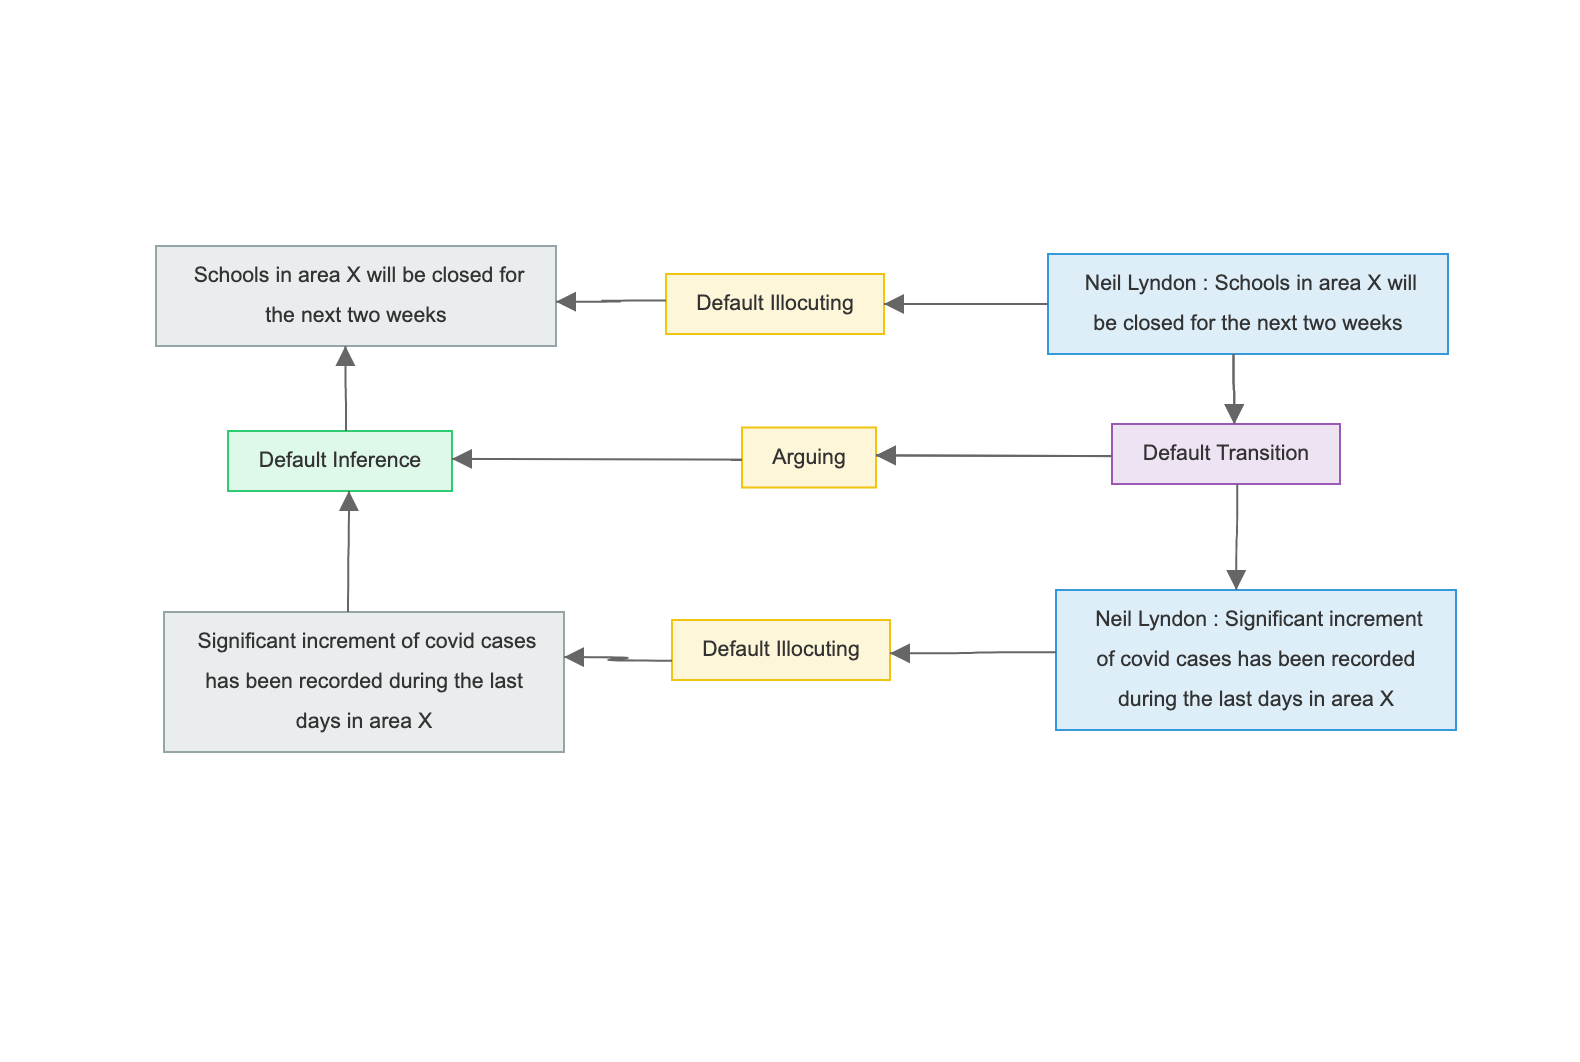 Schools in area X will be closed for
the next two weeks
Default Illocuting
Neil Lyndon : Schools in area X will
be closed for the next two weeks
Default Inference
Arguing
Default Transition
Significant increment of covid cases
has been recorded during the last
days in area X
Default Illocuting
Neil Lyndon : Significant increment
of covid cases has been recorded
during the last days in area X